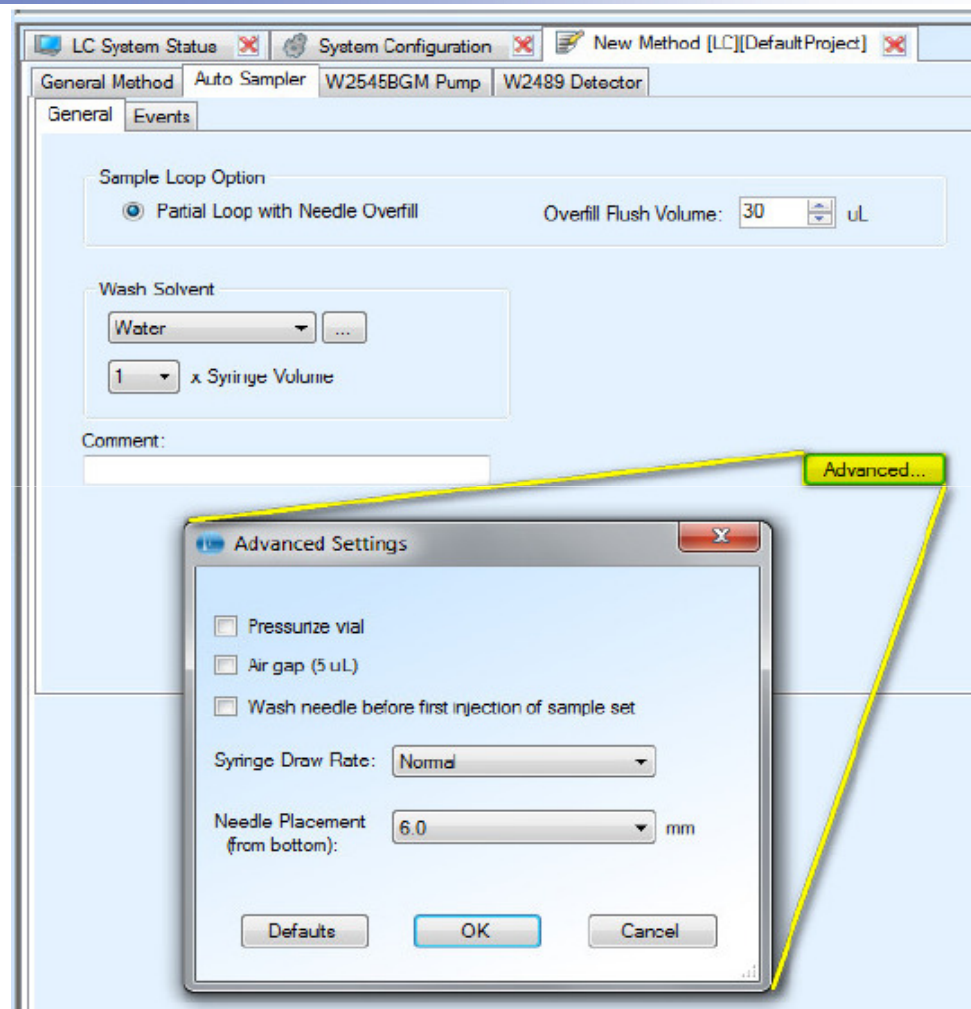 LC System Status System Configuration New Method [LC][DefaultProject]
General Method Auto Sampler W2545BGM Pump W2489 Detector
General Events
Sample Loop Option
Partial Loop with Needle Overfill Overfill Flush Volume: 30 uL
Wash Solvent
Water ...
1 x Syringe Volume
Comment:
Advanced...
Advanced Settings
Pressurize vial
Air gap (5 uL)
Wash needle before first injection of sample set
Syringe Draw Rate: Normal
Needle Placement 6.0 mm
(from bottom):
Defaults OK Cancel